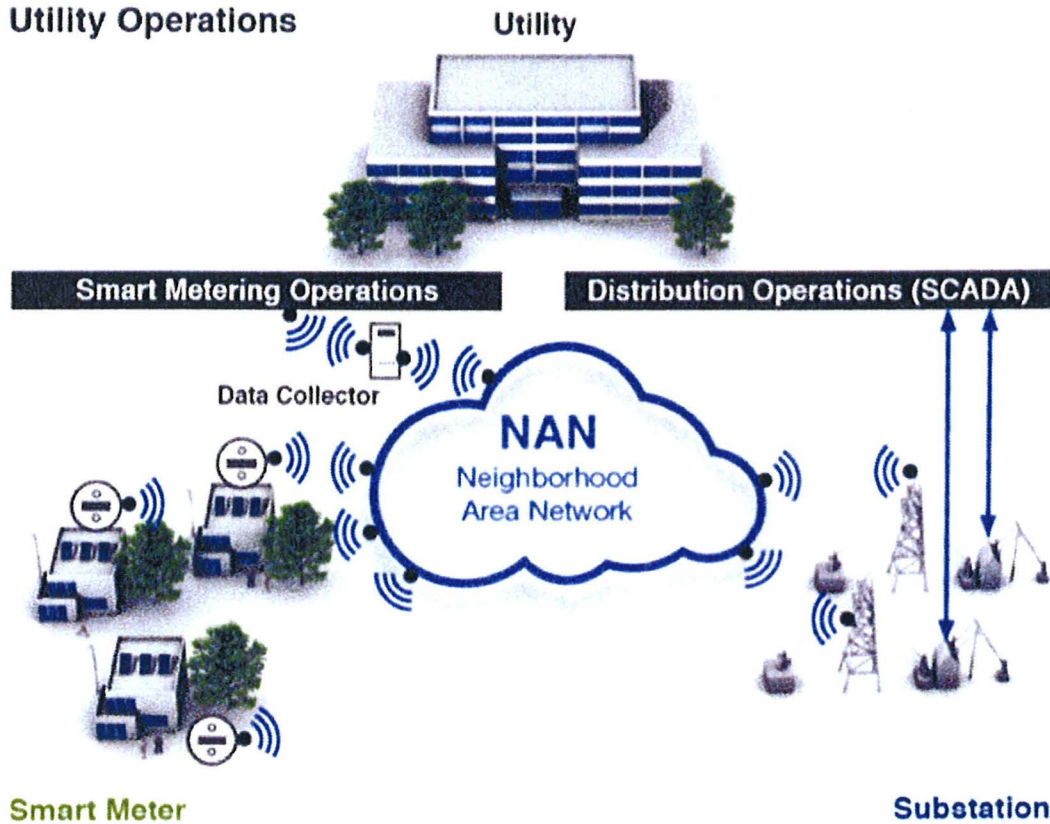 Utility Operations
Utility
Smart Metering Operations
Distribution Operations (SCADA)
Data Collector
NAN
Neighborhood
Area Network
Smart Meter
Substation